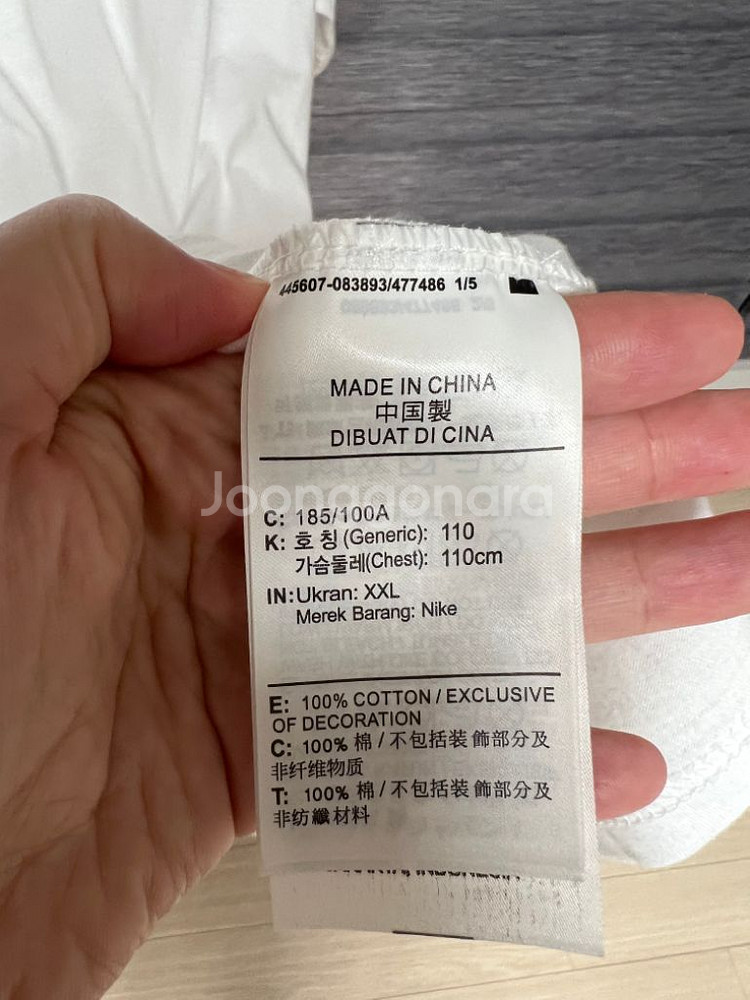 445607-083893/477486 1/5
MADE IN CHINA
中国製
DIBUAT DI CINA
Joonggonara
C: 185/100A
K: 호 칭 (Generic): 110
가슴둘레(Chest): 110cm
IN: Ukran: XXL
Merek Barang: Nike
E: 100% COTTON / EXCLUSIVE
OF DECORATION
C: 100% 棉 / 不包括装飾部分及
非纤维物质
T: 100% 棉 / 不包括装飾部分及
非纺纖材料